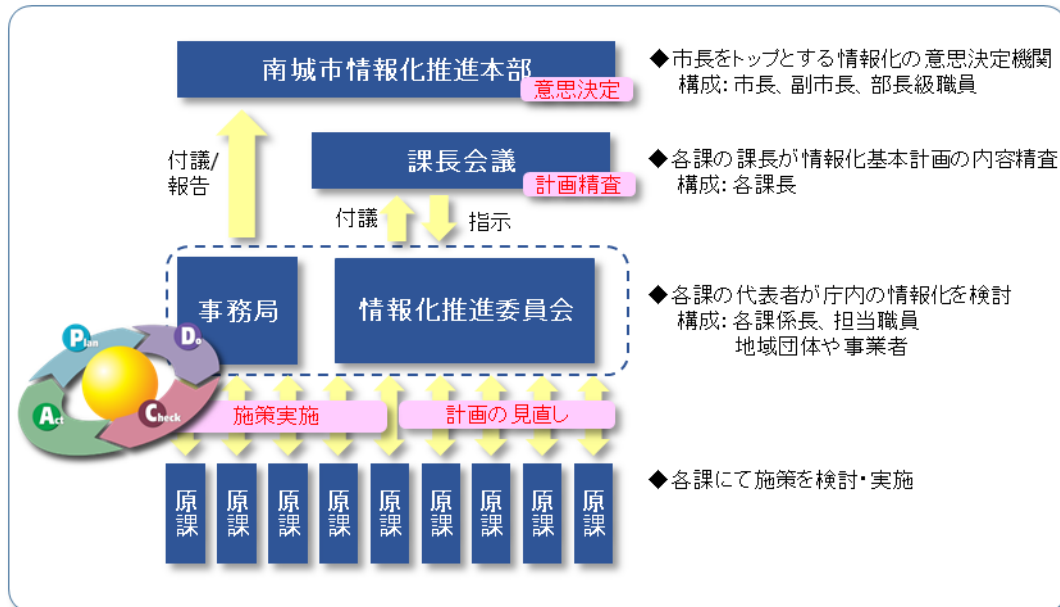 南城市情報化推進本部
意思決定
◆市長をトップとする情報化の意思決定機関
構成：市長、副市長、部長級職員
付議/
報告
課長会議
計画精査
◆各課の課長が情報化基本計画の内容精査
構成：各課長
付議
指示
事務局
情報化推進委員会
◆各課の代表者が庁内の情報化を検討
構成：各課係長、担当職員
地域団体や事業者
Plan
Do
Act
Check
施策実施
計画の見直し
原課
原課
原課
原課
原課
原課
原課
原課
原課
◆各課にて施策を検討・実施